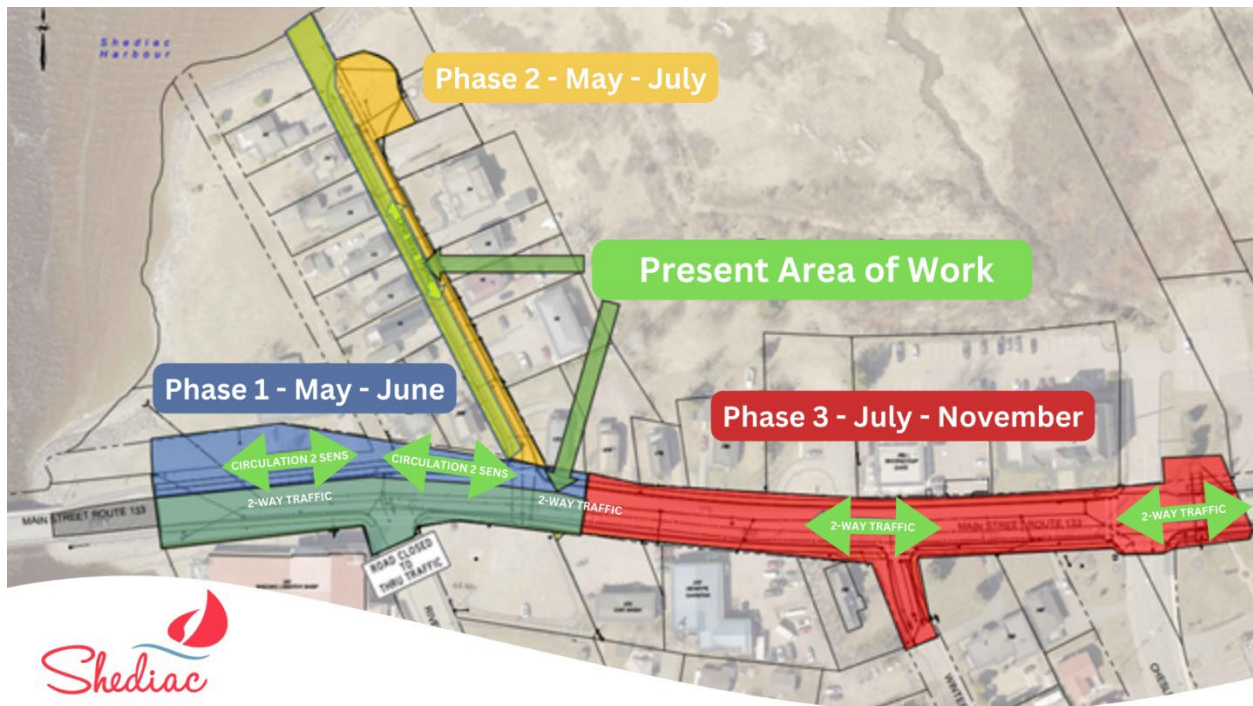 Shediac
Harbour
Phase 2 - May - July
Present Area of Work
Phase 1 - May - June
Phase 3 - July - November
CIRCULATION 2 SENS
CIRCULATION 2 SENS
2-WAY TRAFFIC
2-WAY TRAFFIC
2-WAY TRAFFIC
2-WAY TRAFFIC
MAIN STREET ROUTE 133
MAIN STREET ROUTE 133
ROAD CLOSED
TO
THRU TRAFFIC
Shediac